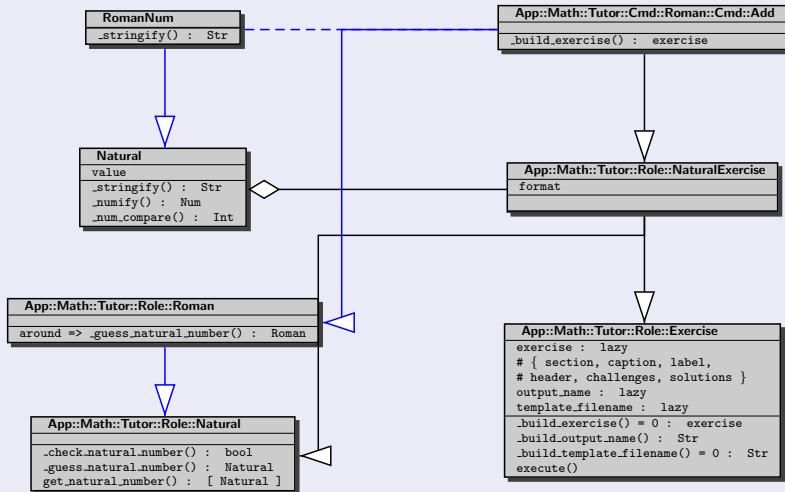 RomanNum
_stringify() : Str
App::Math::Tutor::Cmd::Roman::Cmd::Add
_build_exercise() : exercise
Natural
value
_stringify() : Str
_numify() : Num
_num_compare() : Int
App::Math::Tutor::Role::NaturalExercise
format
App::Math::Tutor::Role::Roman
around => _guess_natural_number() : Roman
App::Math::Tutor::Role::Exercise
exercise : lazy
# { section, caption, label,
# header, challenges, solutions }
output_name : lazy
template_filename : lazy
_build_exercise() = 0 : exercise
_build_output_name() : Str
_build_template_filename() = 0 : Str
execute()
App::Math::Tutor::Role::Natural
_check_natural_number() : bool
_guess_natural_number() : Natural
get_natural_number() : [ Natural ]